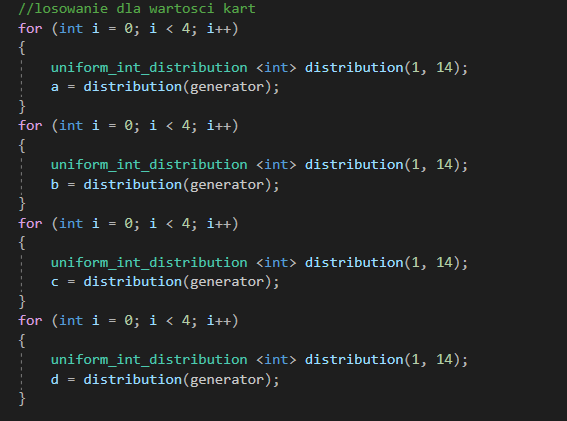 //losowanie dla wartosci kart
for (int i = 0; i < 4; i++)
{
uniform_int_distribution <int> distribution(1, 14);
a = distribution(generator);
}
for (int i = 0; i < 4; i++)
{
uniform_int_distribution <int> distribution(1, 14);
b = distribution(generator);
}
for (int i = 0; i < 4; i++)
{
uniform_int_distribution <int> distribution(1, 14);
c = distribution(generator);
}
for (int i = 0; i < 4; i++)
{
uniform_int_distribution <int> distribution(1, 14);
d = distribution(generator);
}